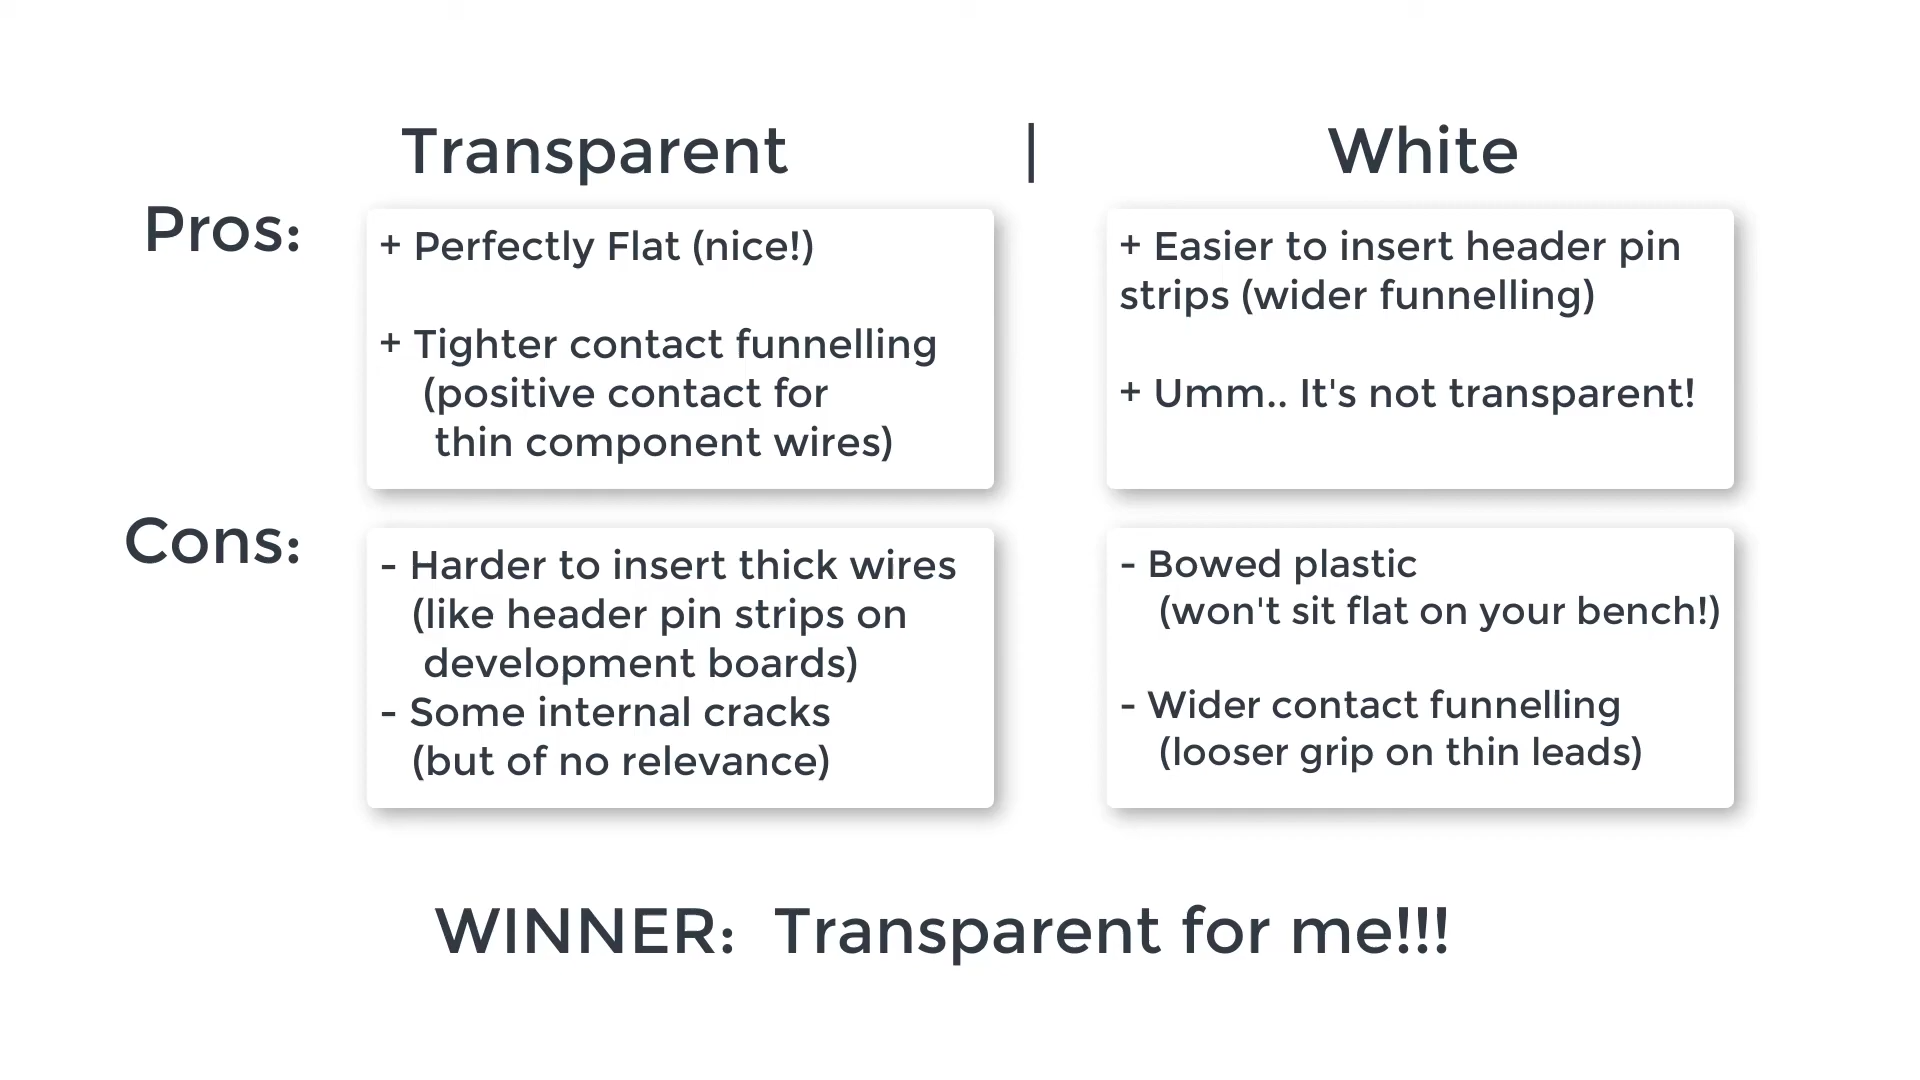 Transparent | White
Pros:
+ Perfectly Flat (nice!)
+ Tighter contact funnelling
(positive contact for
thin component wires)
+ Easier to insert header pin
strips (wider funnelling)
+ Umm.. It's not transparent!
Cons:
- Harder to insert thick wires
(like header pin strips on
development boards)
- Some internal cracks
(but of no relevance)
- Bowed plastic
(won't sit flat on your bench!)
- Wider contact funnelling
(looser grip on thin leads)
WINNER: Transparent for me!!!